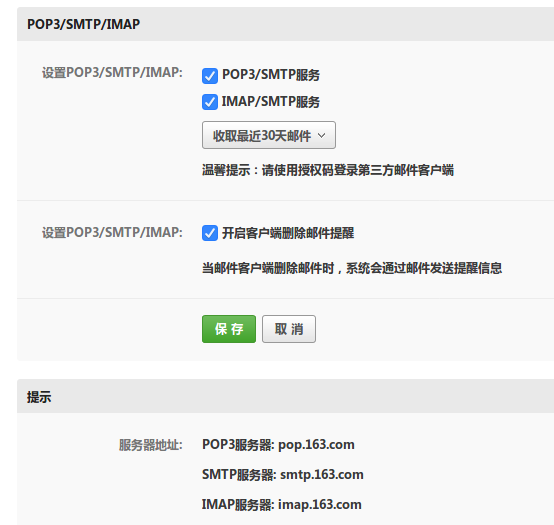 POP3/SMTP/IMAP
设置POP3/SMTP/IMAP:
POP3/SMTP服务
IMAP/SMTP服务
收取最近30天邮件
温馨提示：请使用授权码登录第三方邮件客户端
设置POP3/SMTP/IMAP:
开启客户端删除邮件提醒
当邮件客户端删除邮件时，系统会通过邮件发送提醒信息
保 存
取 消
提示
服务器地址:
POP3服务器: pop.163.com
SMTP服务器: smtp.163.com
IMAP服务器: imap.163.com